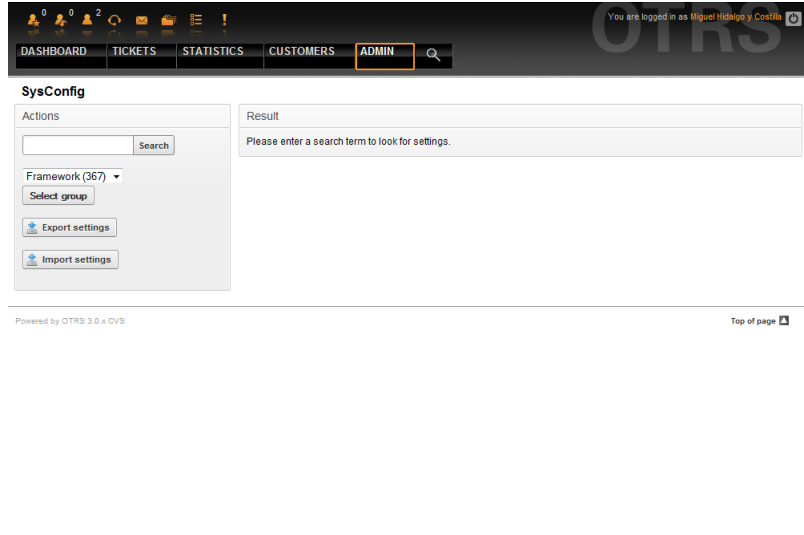 0 0 2
You are logged in as Miguel Hidalgo y Costilla
OTRS
DASHBOARD TICKETS STATISTICS CUSTOMERS ADMIN
SysConfig
Actions
Search
Framework (367)
Select group
Export settings
Import settings
Result
Please enter a search term to look for settings.
Powered by OTRS 3.0.x CVS
Top of page